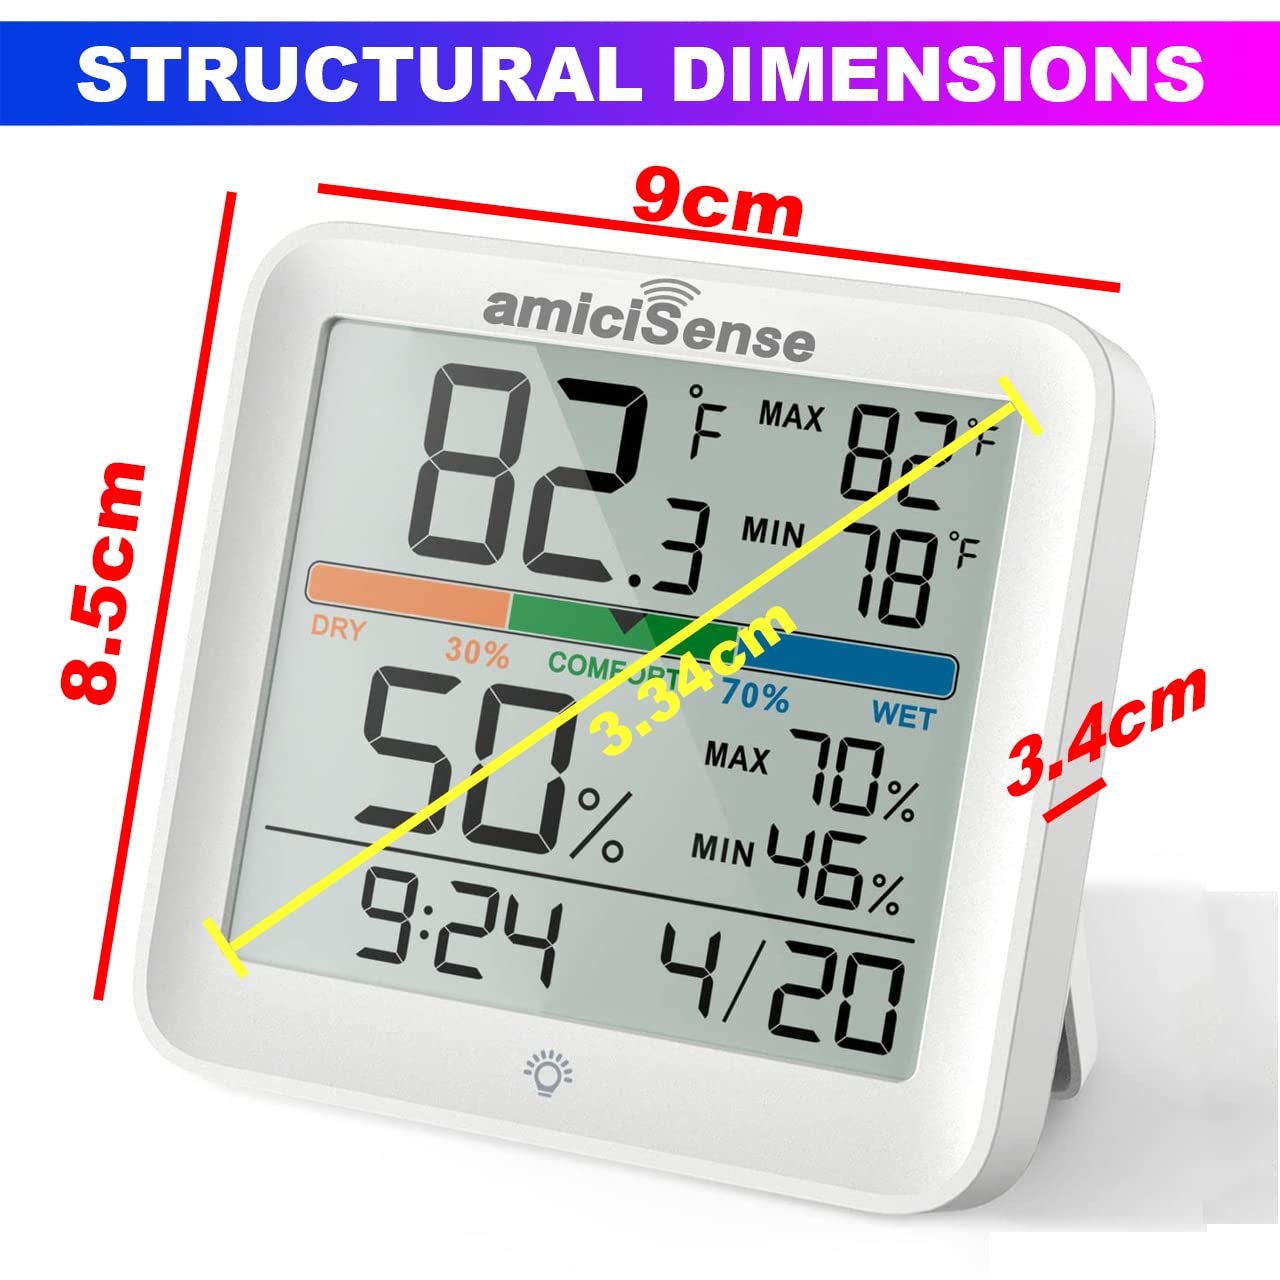 STRUCTURAL DIMENSIONS
9cm
8.5cm
amiciSense
82.3 °F
MAX 82 °F
MIN 78 °F
DRY 30% COMFORT 70% WET
3.34cm
3.4cm
50%
MAX 70%
MIN 46%
9:24 4/20